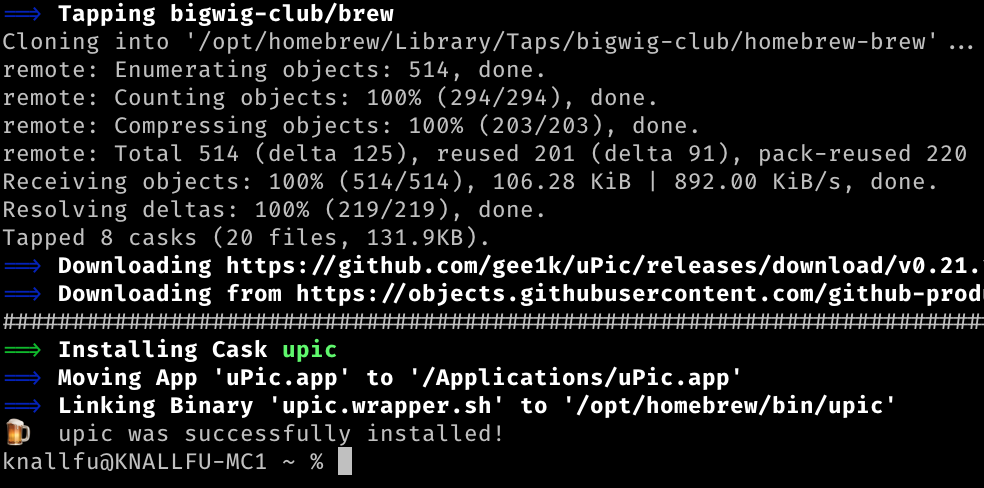 ==> Tapping bigwig-club/brew
Cloning into '/opt/homebrew/Library/Taps/bigwig-club/homebrew-brew'...
remote: Enumerating objects: 514, done.
remote: Counting objects: 100% (294/294), done.
remote: Compressing objects: 100% (203/203), done.
remote: Total 514 (delta 125), reused 201 (delta 91), pack-reused 220
Receiving objects: 100% (514/514), 106.28 KiB | 892.00 KiB/s, done.
Resolving deltas: 100% (219/219), done.
Tapped 8 casks (20 files, 131.9KB).
==> Downloading https://github.com/gee1k/uPic/releases/download/v0.21.
==> Downloading from https://objects.githubusercontent.com/github-prod
########################################################################
==> Installing Cask upic
==> Moving App 'uPic.app' to '/Applications/uPic.app'
==> Linking Binary 'upic.wrapper.sh' to '/opt/homebrew/bin/upic'
🍺 upic was successfully installed!
knallfu@KNALLFU-MC1 ~ %